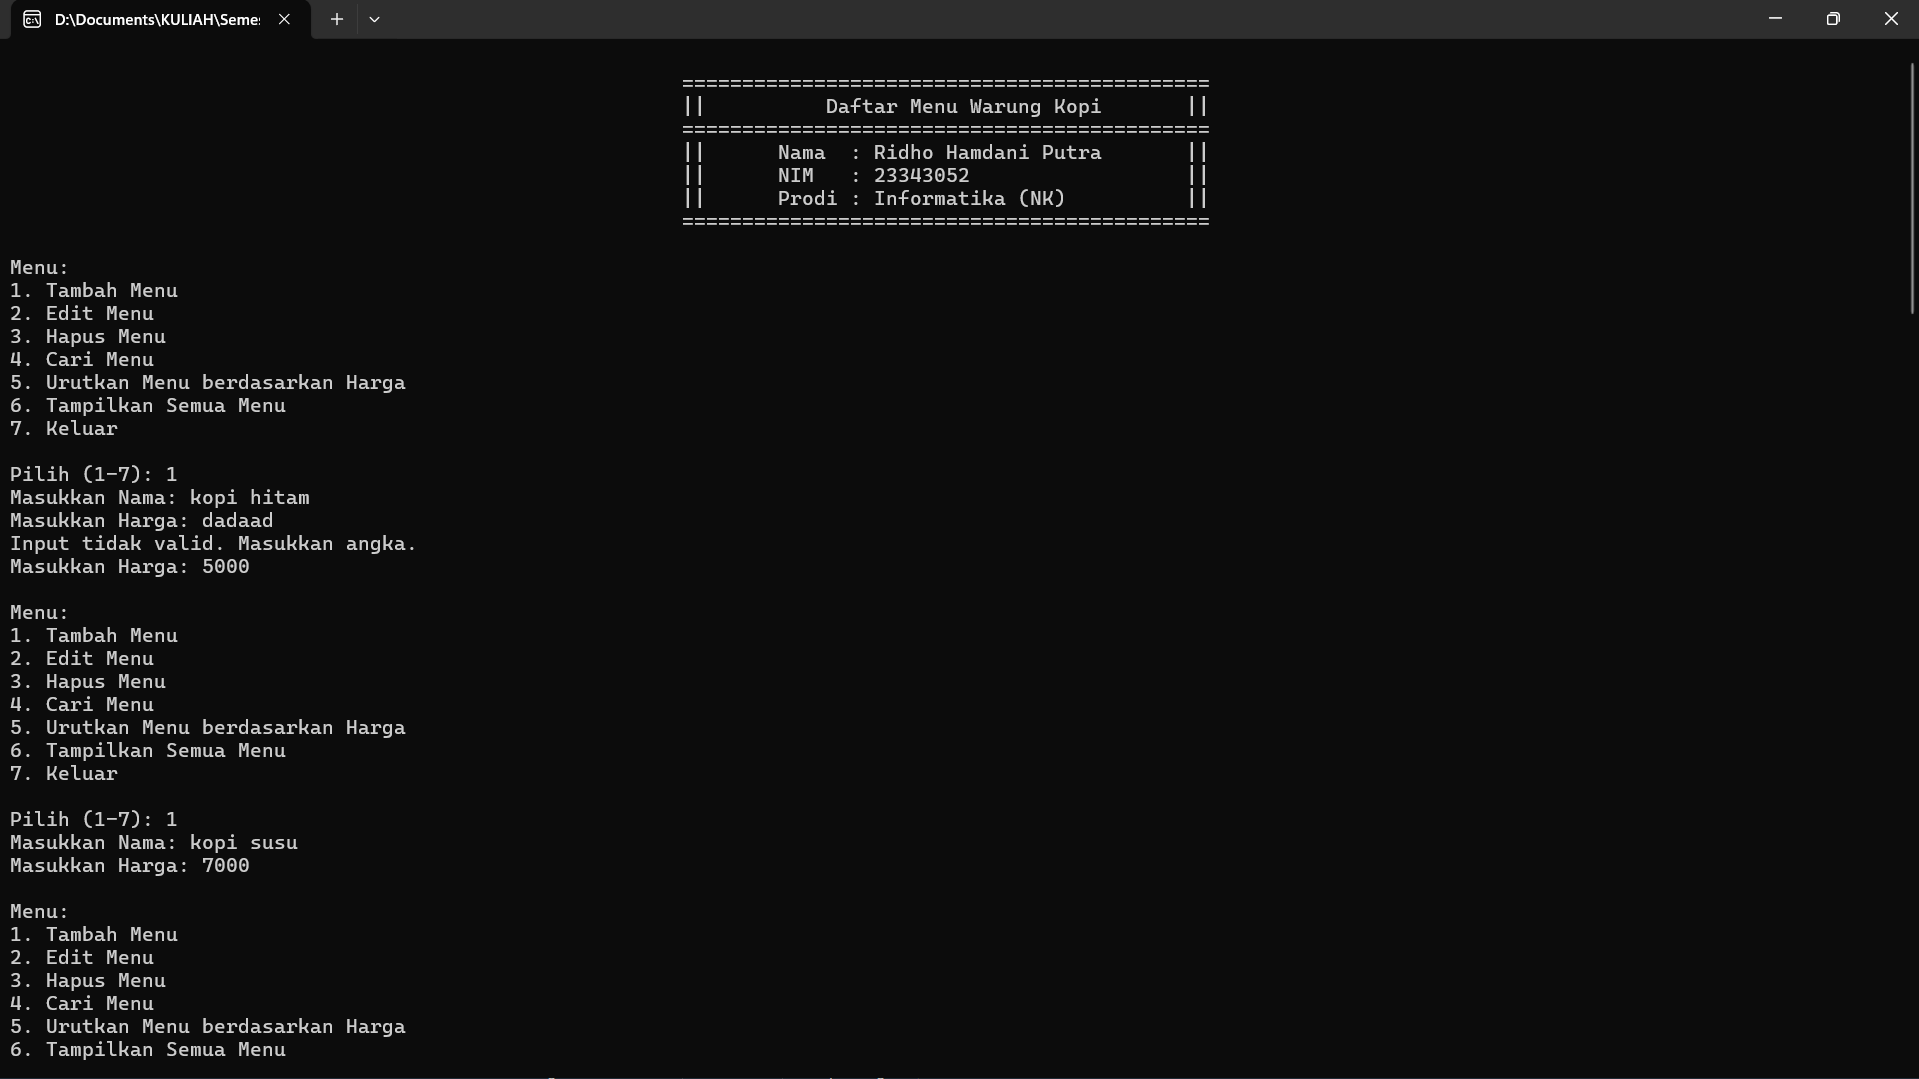 D:\Documents\KULIAH\Seme
============================================
|| Daftar Menu Warung Kopi ||
============================================
|| Nama : Ridho Hamdani Putra ||
|| NIM : 23343052 ||
|| Prodi : Informatika (NK) ||
============================================
Menu:
1. Tambah Menu
2. Edit Menu
3. Hapus Menu
4. Cari Menu
5. Urutkan Menu berdasarkan Harga
6. Tampilkan Semua Menu
7. Keluar
Pilih (1-7): 1
Masukkan Nama: kopi hitam
Masukkan Harga: dadaad
Input tidak valid. Masukkan angka.
Masukkan Harga: 5000
Menu:
1. Tambah Menu
2. Edit Menu
3. Hapus Menu
4. Cari Menu
5. Urutkan Menu berdasarkan Harga
6. Tampilkan Semua Menu
7. Keluar
Pilih (1-7): 1
Masukkan Nama: kopi susu
Masukkan Harga: 7000
Menu:
1. Tambah Menu
2. Edit Menu
3. Hapus Menu
4. Cari Menu
5. Urutkan Menu berdasarkan Harga
6. Tampilkan Semua Menu